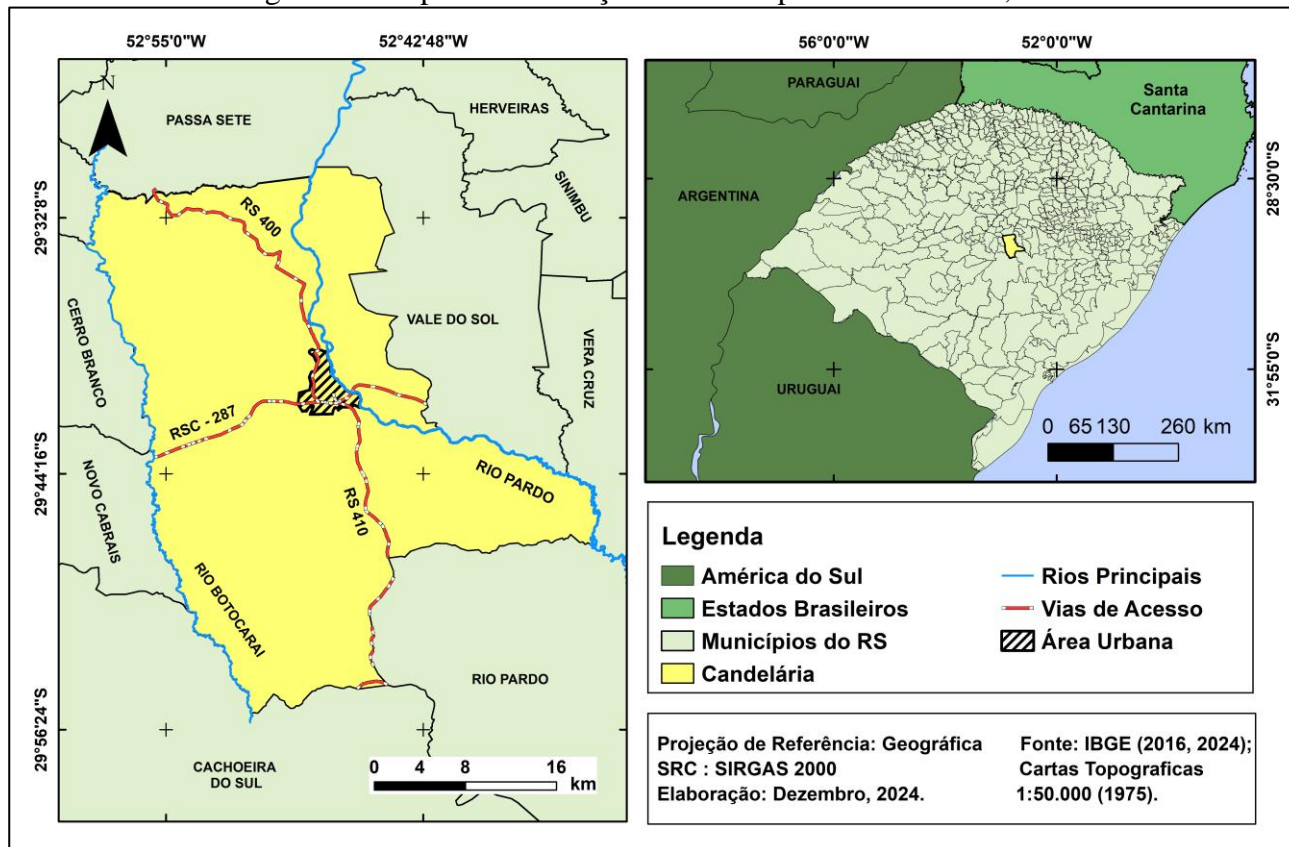 52°55'0"W
52°42'48"W
N
PASSA SETE
HERVEIRAS
SINIMBU
RS 400
29°32'8"S
CERRO BRANCO
VALE DO SOL
VERA CRUZ
RSC - 287
29°44'16"S
NOVO CABRAIS
RIO PARDO
RS 410
RIO BOTOCARAI
RIO PARDO
29°56'24"S
CACHOEIRA
DO SUL
0 4 8 16
km
56°0'0"W
52°0'0"W
PARAGUAI
Santa
Cantarina
ARGENTINA
28°30'0"S
URUGUAI
31°55'0"S
0 65 130 260 km
Legenda
América do Sul
Estados Brasileiros
Municípios do RS
Candelária
Rios Principais
Vias de Acesso
Área Urbana
Projeção de Referência: Geográfica
SRC : SIRGAS 2000
Elaboração: Dezembro, 2024.
Fonte: IBGE (2016, 2024);
Cartas Topograficas
1:50.000 (1975).